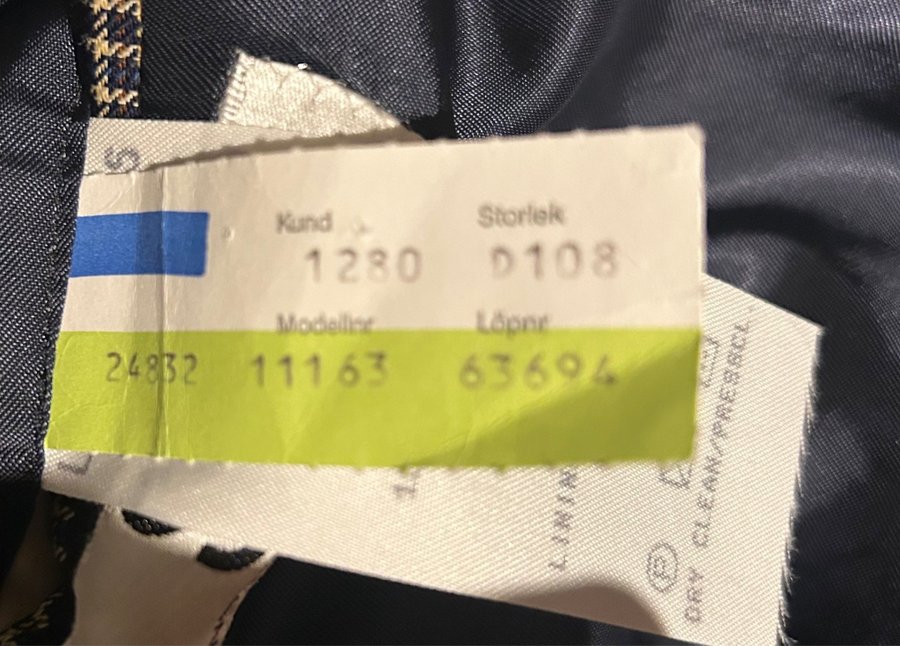 S
Kund Storlek
1280 D108
Modellnr Löpnr
24832 11163 63694
DRY CLEAN/PRESSCL
P